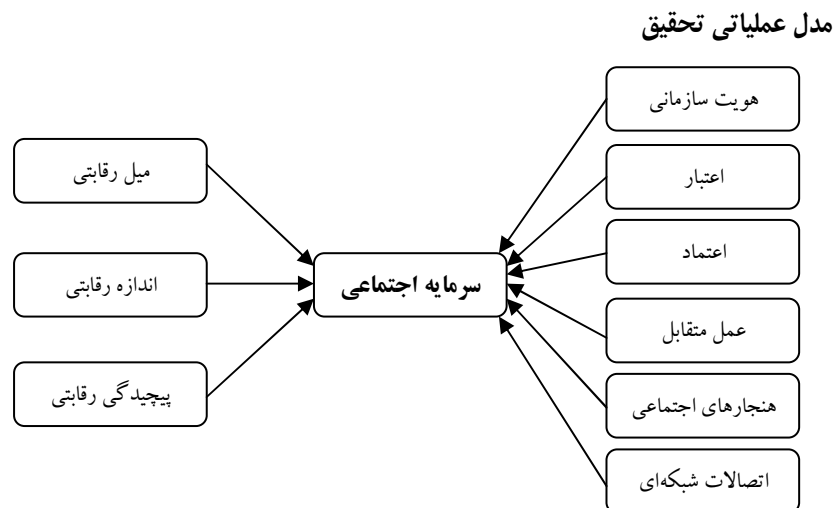 مدل عملیاتی تحقیق
هویت سازمانی
اعتبار
اعتماد
عمل متقابل
هنجارهای اجتماعی
اتصالات شبکه‌ای
سرمایه اجتماعی
میل رقابتی
اندازه رقابتی
پیچیدگی رقابتی